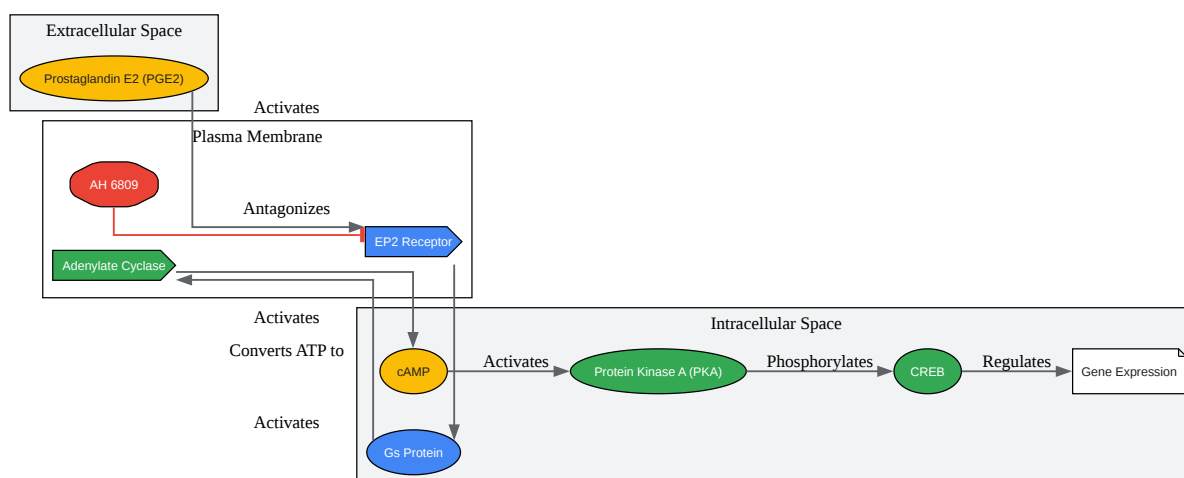 Extracellular Space
Prostaglandin E2 (PGE2)
Activates
Plasma Membrane
AH 6809
Antagonizes
EP2 Receptor
Adenylate Cyclase
Activates
Intracellular Space
Converts ATP to
cAMP
Activates
Protein Kinase A (PKA)
Phosphorylates
CREB
Regulates
Gene Expression
Activates
Gs Protein